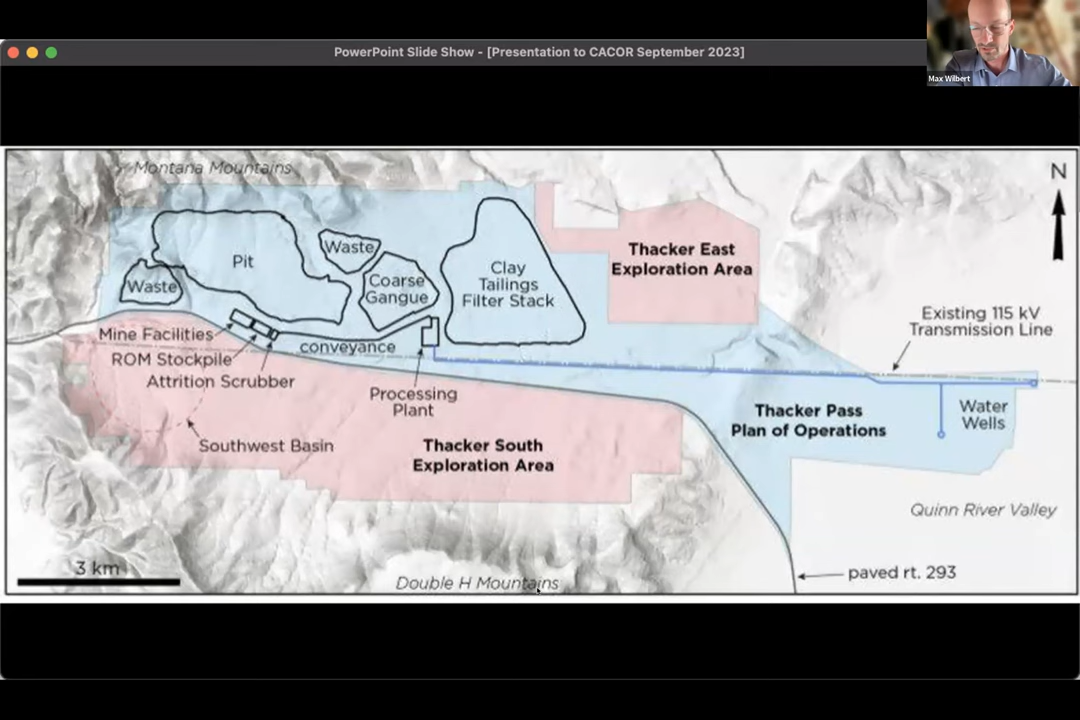 PowerPoint Slide Show - [Presentation to CACOR September 2023]
Max Wilbert
Montana Mountains
N
Pit
Waste
Waste
Coarse
Gangue
Clay
Tailings
Filter Stack
Thacker East
Exploration Area
Existing 115 kV
Transmission Line
Mine Facilities
ROM Stockpile
Attrition Scrubber
conveyance
Processing
Plant
Southwest Basin
Thacker South
Exploration Area
Thacker Pass
Plan of Operations
Water
Wells
Quinn River Valley
3 km
Double H Mountains
paved rt. 293